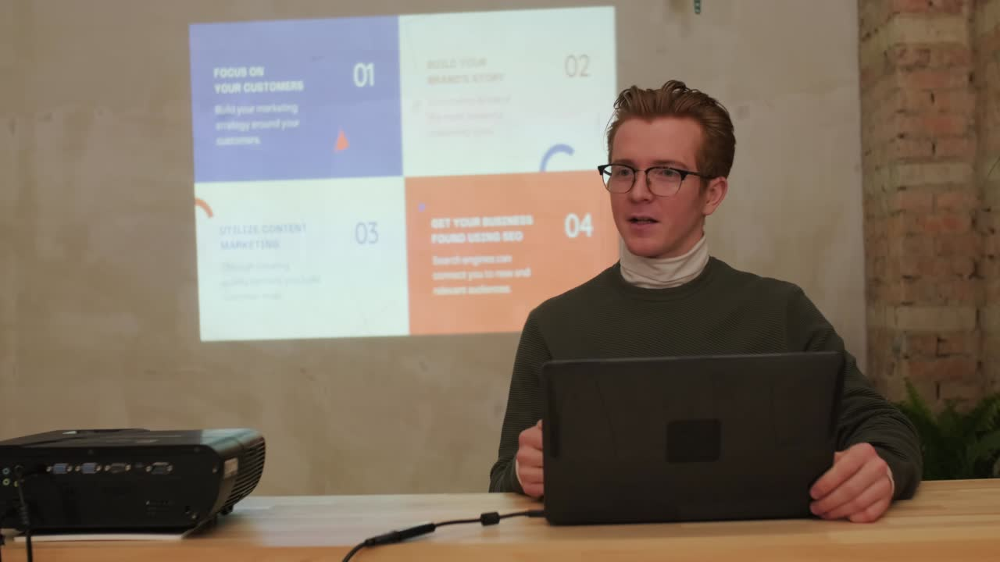 FOCUS ON
YOUR CUSTOMERS
01
Build your marketing
strategy around your
customers.
BUILD YOUR
BRAND'S STORY
02
UTILIZE CONTENT
MARKETING
03
GET YOUR BUSINESS
FOUND USING SEO
04
Search engines can
connect you to new and
relevant audiences.